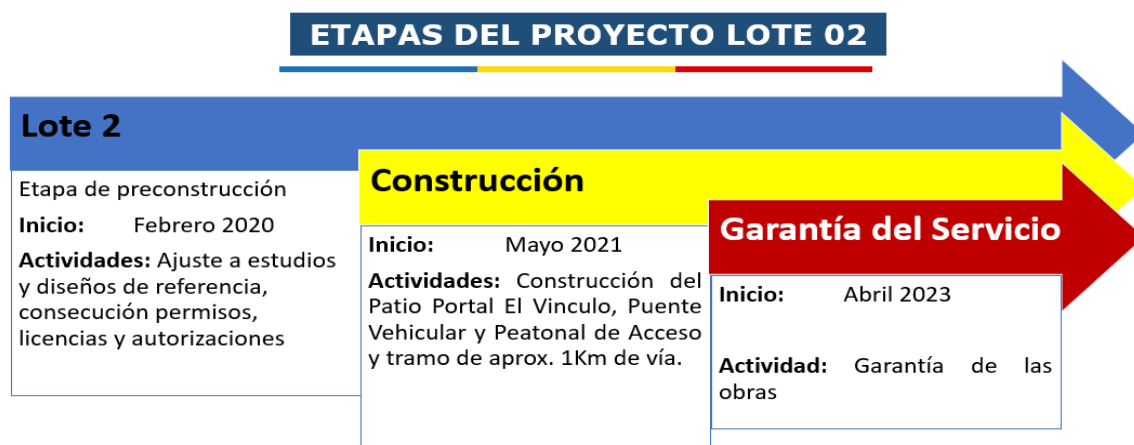 ETAPAS DEL PROYECTO LOTE 02
Lote 2
Etapa de preconstrucción
Inicio: Febrero 2020
Actividades: Ajuste a estudios
y diseños de referencia,
consecución permisos,
licencias y autorizaciones
Construcción
Inicio: Mayo 2021
Actividades: Construcción del
Patio Portal El Vinculo, Puente
Vehicular y Peatonal de Acceso
y tramo de aprox. 1Km de vía.
Garantía del Servicio
Inicio: Abril 2023
Actividad: Garantía de las
obras